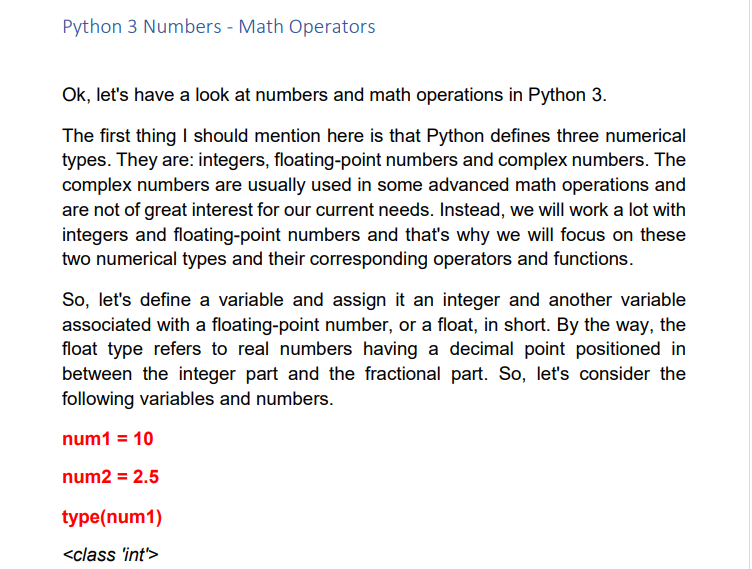 Python 3 Numbers - Math Operators
Ok, let's have a look at numbers and math operations in Python 3.
The first thing I should mention here is that Python defines three numerical
types. They are: integers, floating-point numbers and complex numbers. The
complex numbers are usually used in some advanced math operations and
are not of great interest for our current needs. Instead, we will work a lot with
integers and floating-point numbers and that's why we will focus on these
two numerical types and their corresponding operators and functions.
So, let's define a variable and assign it an integer and another variable
associated with a floating-point number, or a float, in short. By the way, the
float type refers to real numbers having a decimal point positioned in
between the integer part and the fractional part. So, let's consider the
following variables and numbers.
num1 = 10
num2 = 2.5
type(num1)
<class 'int'>